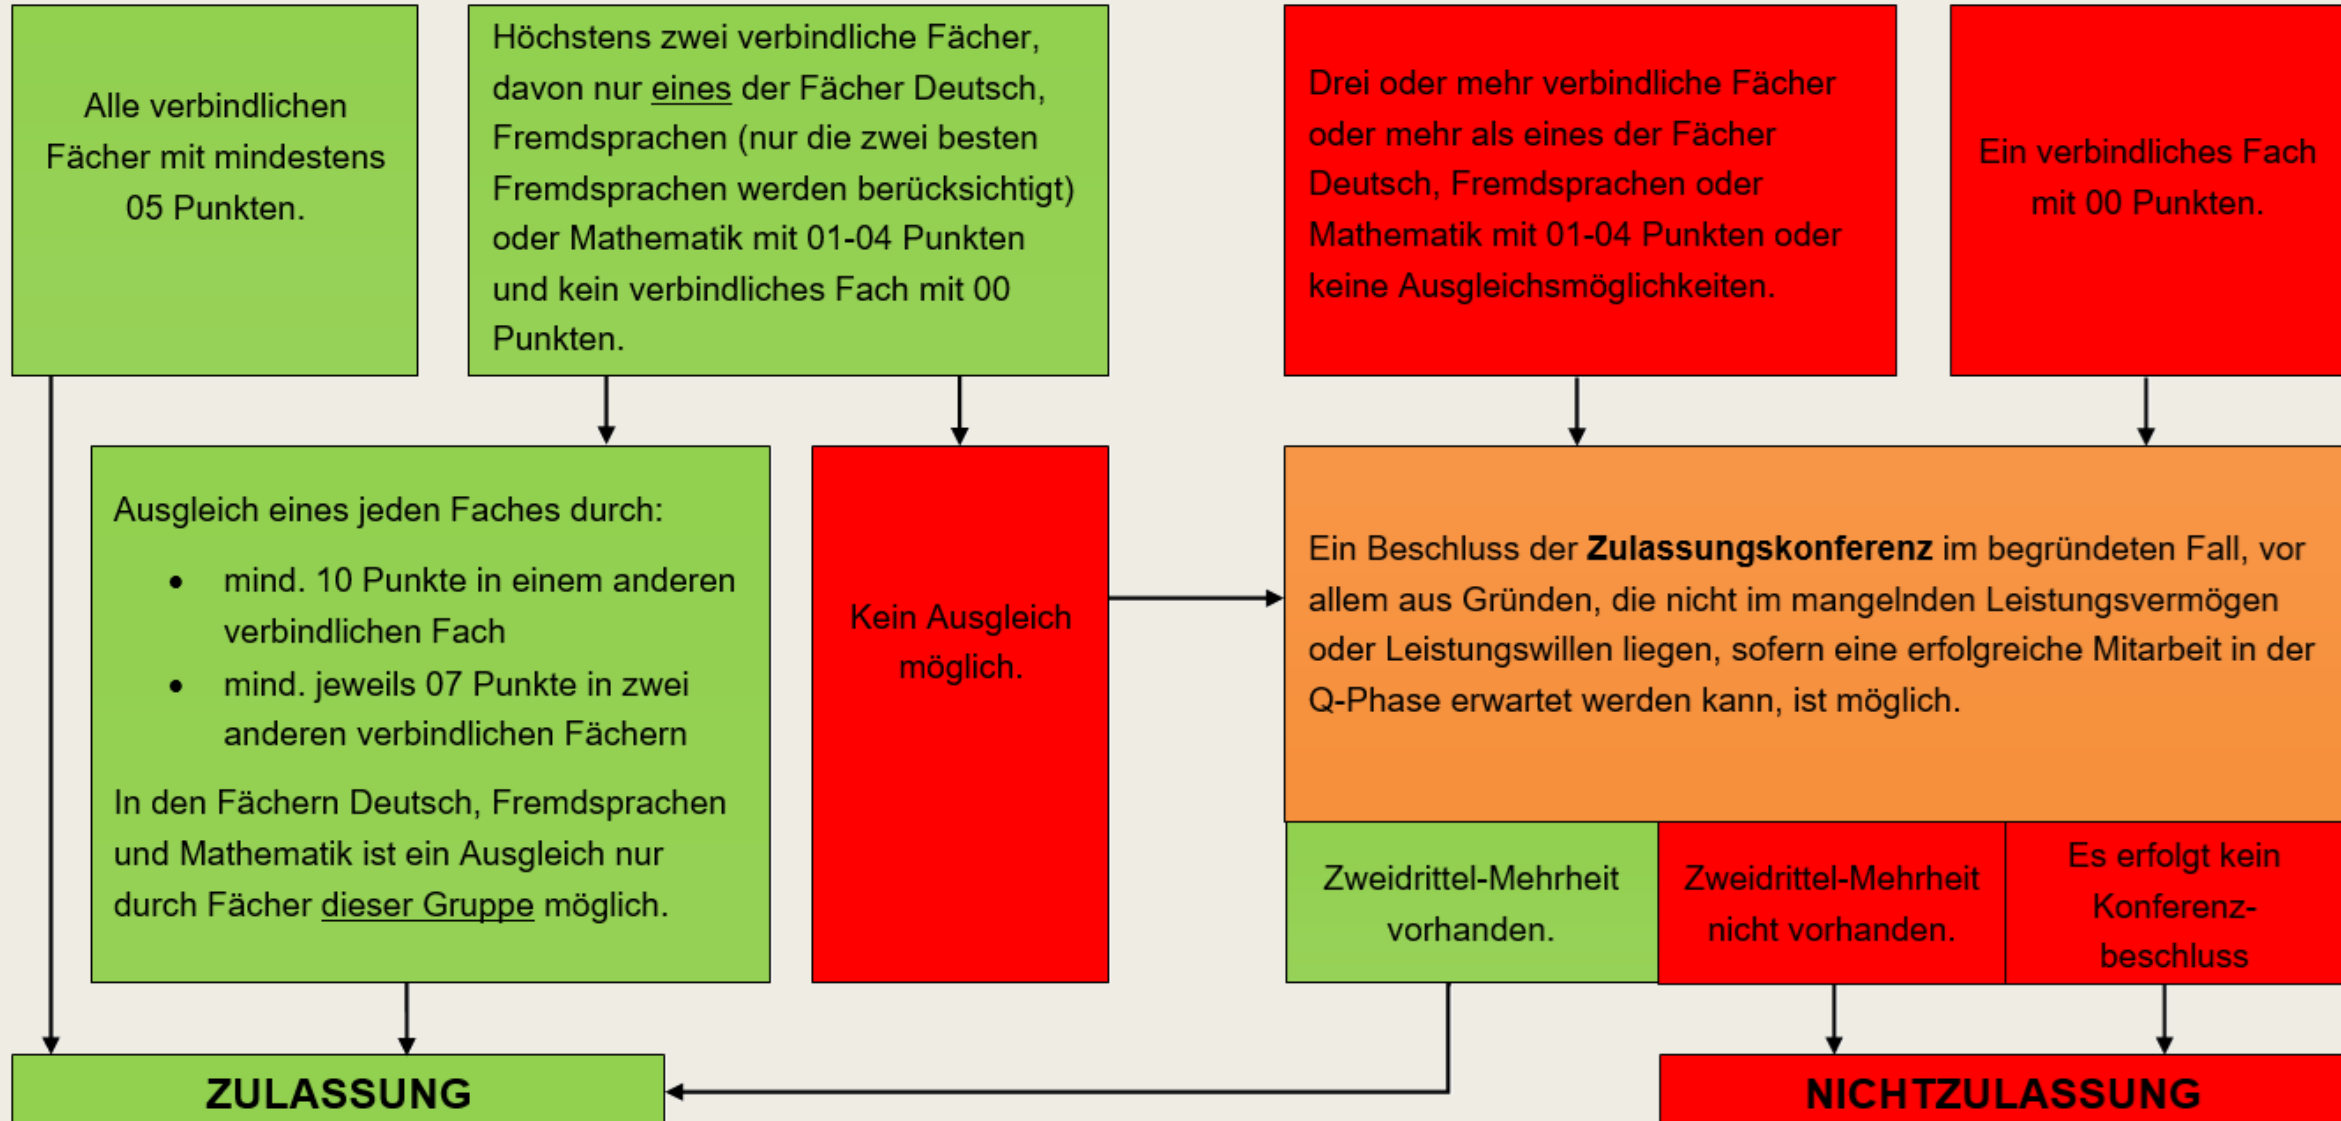 Alle verbindlichen
Fächer mit mindestens
05 Punkten.
Höchstens zwei verbindliche Fächer,
davon nur eines der Fächer Deutsch,
Fremdsprachen (nur die zwei besten
Fremdsprachen werden berücksichtigt)
oder Mathematik mit 01-04 Punkten
und kein verbindliches Fach mit 00
Punkten.
Drei oder mehr verbindliche Fächer
oder mehr als eines der Fächer
Deutsch, Fremdsprachen oder
Mathematik mit 01-04 Punkten oder
keine Ausgleichsmöglichkeiten.
Ein verbindliches Fach
mit 00 Punkten.
Ausgleich eines jeden Faches durch:
• mind. 10 Punkte in einem anderen
verbindlichen Fach
• mind. jeweils 07 Punkte in zwei
anderen verbindlichen Fächern
In den Fächern Deutsch, Fremdsprachen
und Mathematik ist ein Ausgleich nur
durch Fächer dieser Gruppe möglich.
Kein Ausgleich
möglich.
Ein Beschluss der Zulassungskonferenz im begründeten Fall, vor
allem aus Gründen, die nicht im mangelnden Leistungsvermögen
oder Leistungswillen liegen, sofern eine erfolgreiche Mitarbeit in der
Q-Phase erwartet werden kann, ist möglich.
Zweidrittel-Mehrheit
vorhanden.
Zweidrittel-Mehrheit
nicht vorhanden.
Es erfolgt kein
Konferenz-
beschluss
ZULASSUNG
NICHTZULASSUNG